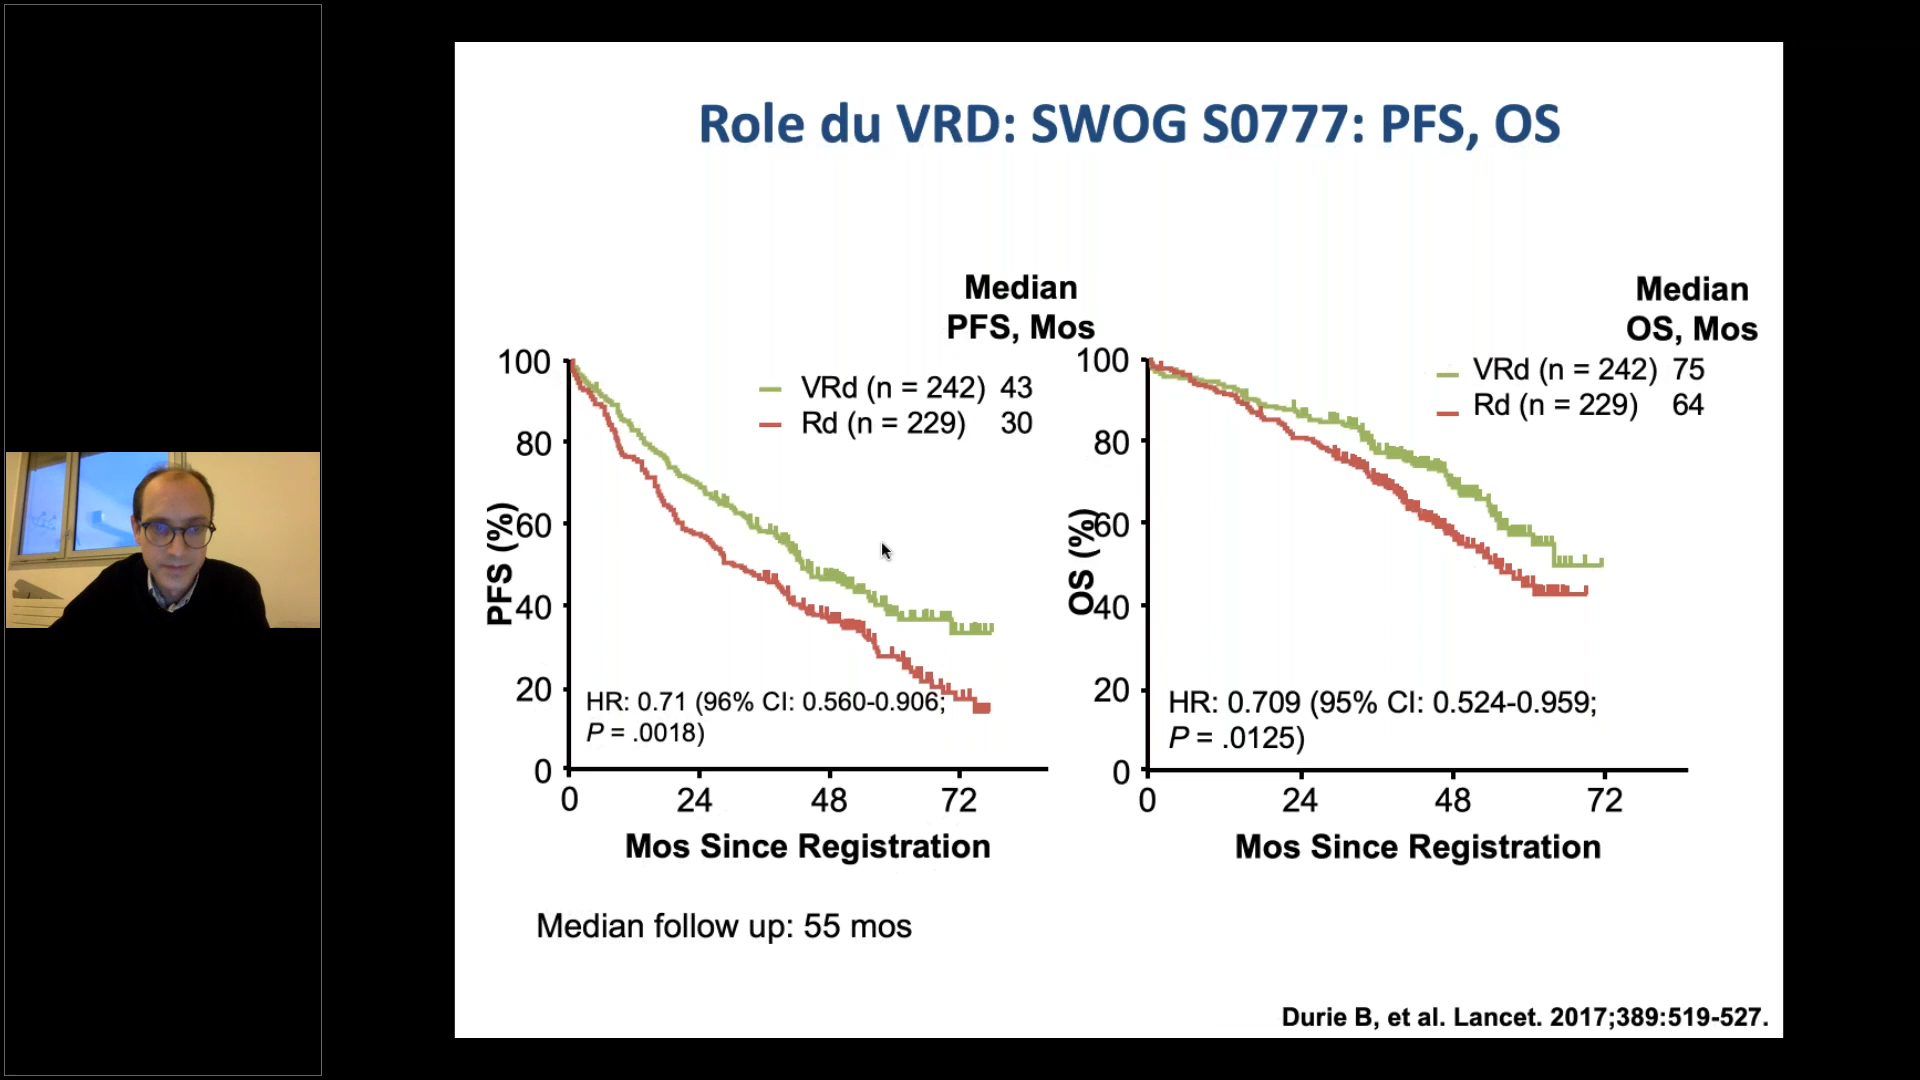 Role du VRD: SWOG S0777: PFS, OS
Median
PFS, Mos
VRd (n = 242) 43
Rd (n = 229) 30
PFS (%)
100
80
60
40
20
0
HR: 0.71 (96% CI: 0.560-0.906;
P = .0018)
0 24 48 72
Mos Since Registration
Median
OS, Mos
VRd (n = 242) 75
Rd (n = 229) 64
OS (%)
100
80
60
40
20
0
HR: 0.709 (95% CI: 0.524-0.959;
P = .0125)
0 24 48 72
Mos Since Registration
Median follow up: 55 mos
Durie B, et al. Lancet. 2017;389:519-527.